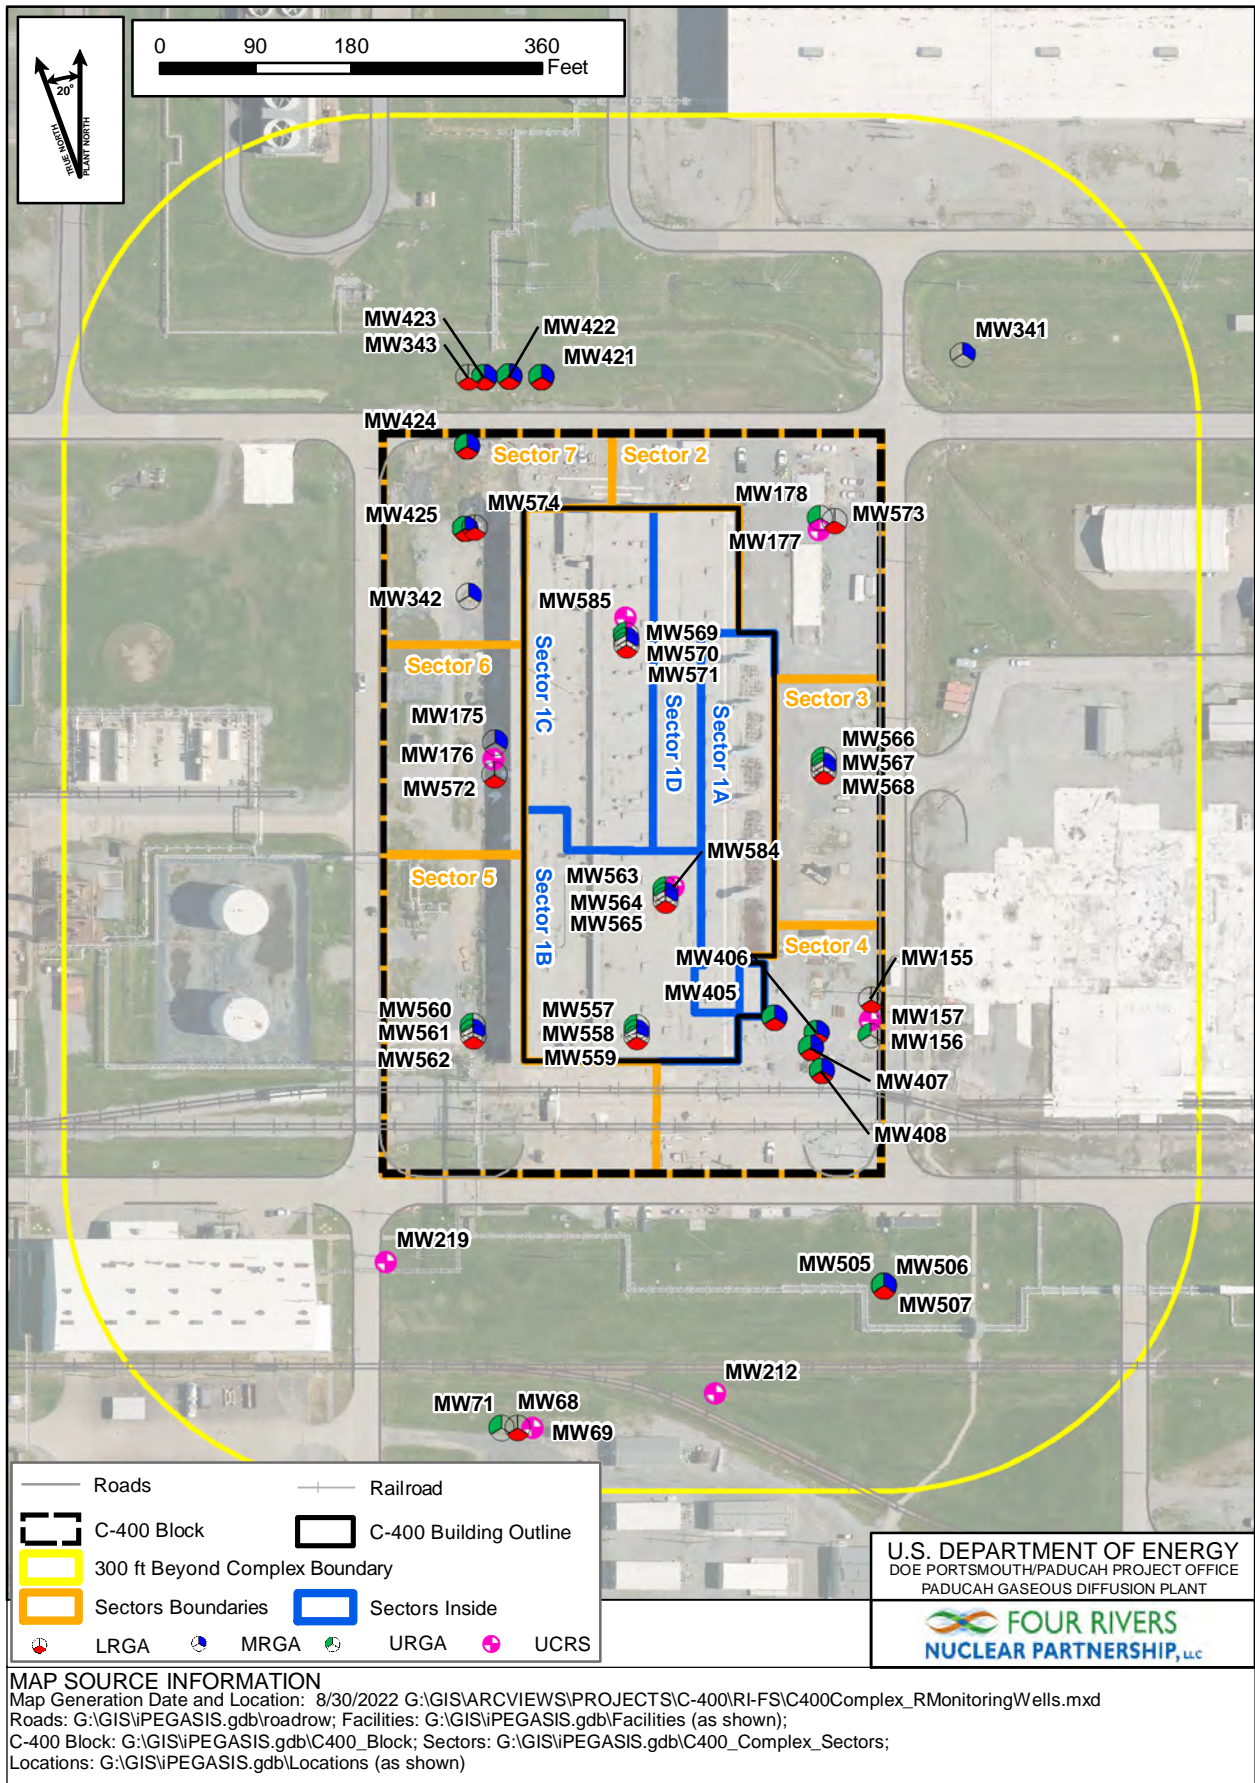 0 90 180 360
Feet
20°
TRUE NORTH
PLANT NORTH
MW423
MW422
MW343
MW421
MW341
MW424
Sector 7
Sector 2
MW178
MW574
MW425
MW573
MW177
MW342
MW585
MW569
MW570
MW571
Sector 6
Sector 1C
Sector 1D
Sector 1A
Sector 3
MW175
MW176
MW572
MW566
MW567
MW568
MW584
Sector 5
Sector 1B
MW563
MW564
MW565
Sector 4
MW406
MW155
MW405
MW560
MW561
MW562
MW557
MW558
MW559
MW157
MW156
MW407
MW408
MW219
MW505
MW506
MW507
MW212
MW71
MW68
MW69
Roads
Railroad
C-400 Block
C-400 Building Outline
300 ft Beyond Complex Boundary
Sectors Boundaries
Sectors Inside
LRGA MRGA URGA UCRS
U.S. DEPARTMENT OF ENERGY
DOE PORTSMOUTH/PADUCAH PROJECT OFFICE
PADUCAH GASEOUS DIFFUSION PLANT
FOUR RIVERS
NUCLEAR PARTNERSHIP, LLC
MAP SOURCE INFORMATION
Map Generation Date and Location: 8/30/2022 G:\GIS\ARCVIEWS\PROJECTS\C-400\RI-FS\C400Complex_RMonitoringWells.mxd
Roads: G:\GIS\iPEGASIS.gdb\roadrow; Facilities: G:\GIS\iPEGASIS.gdb\Facilities (as shown);
C-400 Block: G:\GIS\iPEGASIS.gdb\C400_Block; Sectors: G:\GIS\iPEGASIS.gdb\C400_Complex_Sectors;
Locations: G:\GIS\iPEGASIS.gdb\Locations (as shown)